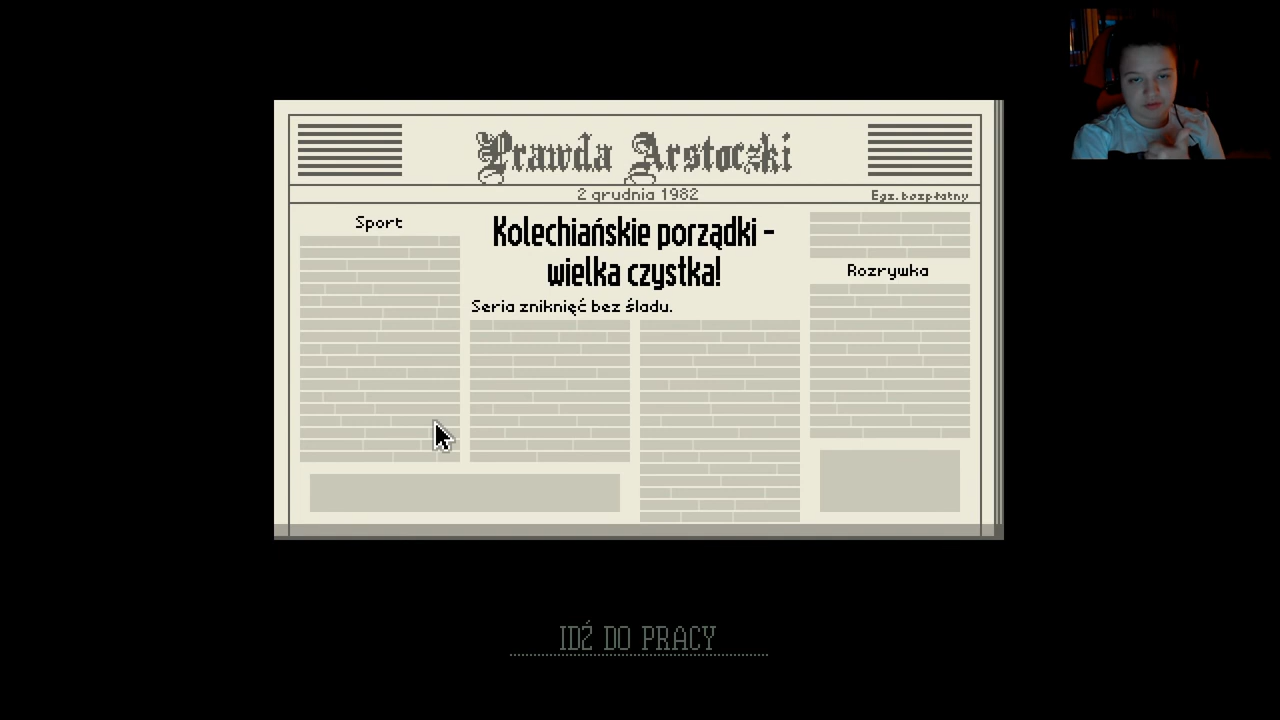 Prawda Arstoczki
2 grudnia 1982
Egz. bezpłatny
Sport
Kolechiańskie porządki -
wielka czystka!
Seria zniknięć bez śladu.
Rozrywka
IDŹ DO PRACY